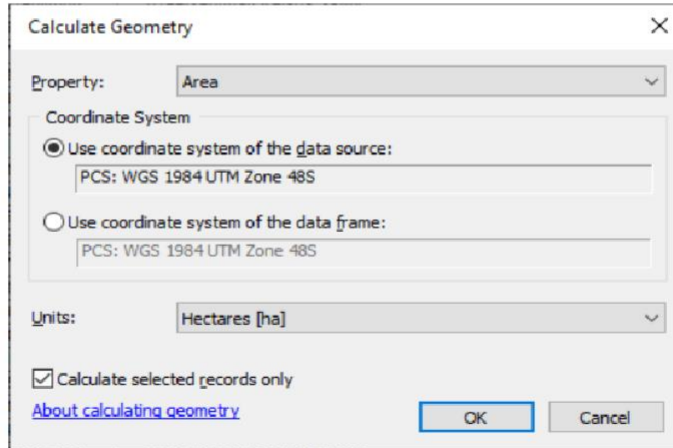 Calculate Geometry
Property: Area
Coordinate System
Use coordinate system of the data source:
PCS: WGS 1984 UTM Zone 48S
Use coordinate system of the data frame:
PCS: WGS 1984 UTM Zone 48S
Units: Hectares [ha]
Calculate selected records only
About calculating geometry OK Cancel